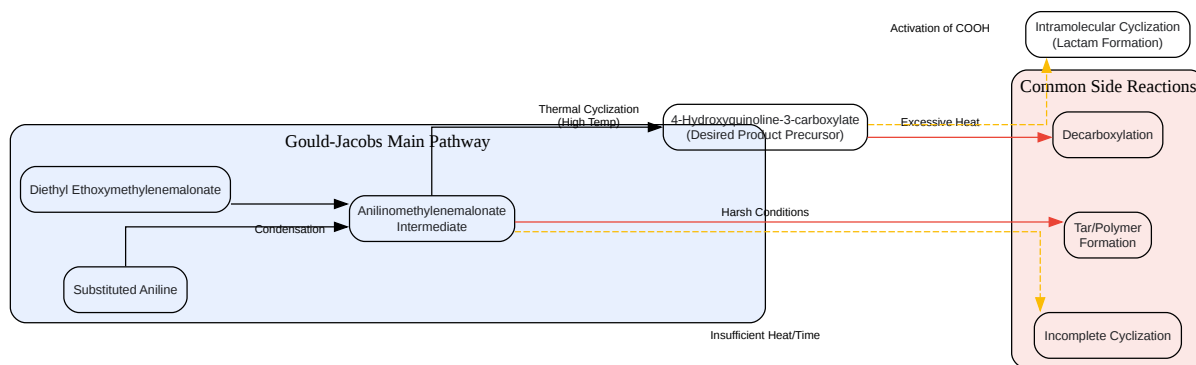 Activation of COOH
Intramolecular Cyclization
(Lactam Formation)
Common Side Reactions
Thermal Cyclization
(High Temp)
4-Hydroxyquinoline-3-carboxylate
(Desired Product Precursor)
Excessive Heat
Decarboxylation
Gould-Jacobs Main Pathway
Diethyl Ethoxymethylenemalonate
Anilinomethylenemalonate
Intermediate
Harsh Conditions
Tar/Polymer
Formation
Condensation
Substituted Aniline
Insufficient Heat/Time
Incomplete Cyclization